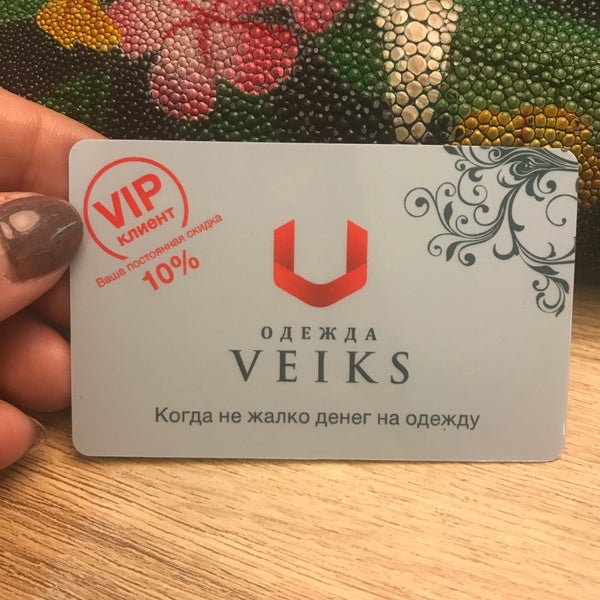 VIP
клиент
Ваша постоянная скидка
10%
ОДЕЖДА
VEIKS
Когда не жалко денег на одежду